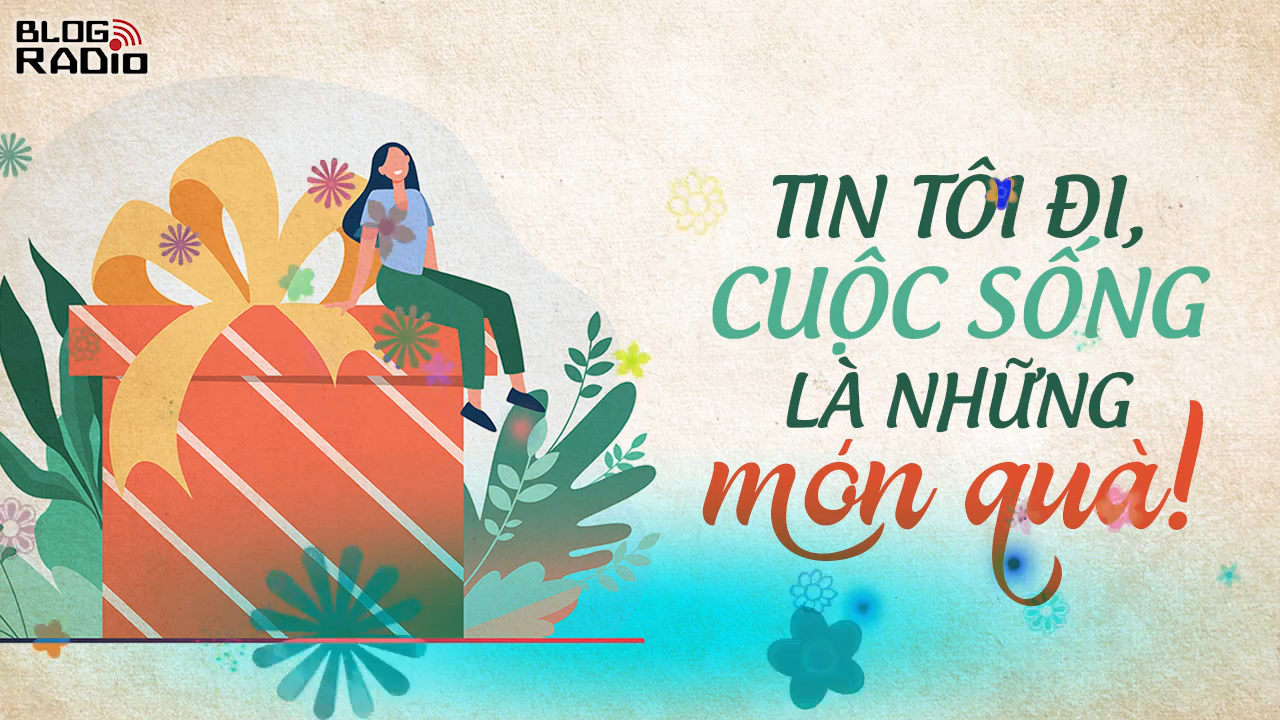 BLOG
RADIO
TIN TÔI ĐI,
CUỘC SỐNG
LÀ NHỮNG
món quà!